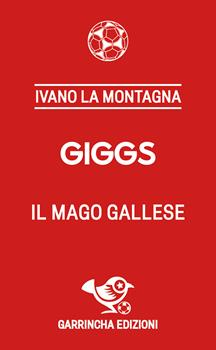 IVANO LA MONTAGNA
GIGGS
IL MAGO GALLESE
GARRINCHA EDIZIONI